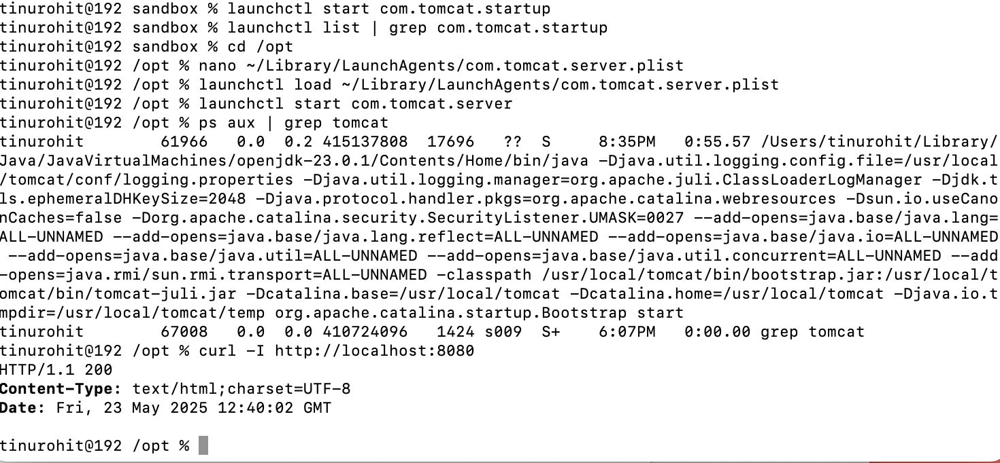 tinurohit@192 sandbox % launchctl start com.tomcat.startup
tinurohit@192 sandbox % launchctl list | grep com.tomcat.startup
tinurohit@192 sandbox % cd /opt
tinurohit@192 /opt % nano ~/Library/LaunchAgents/com.tomcat.server.plist
tinurohit@192 /opt % launchctl load ~/Library/LaunchAgents/com.tomcat.server.plist
tinurohit@192 /opt % launchctl start com.tomcat.server
tinurohit@192 /opt % ps aux | grep tomcat
tinurohit        61966   0.0  0.2 415137808  17696   ??  S     8:35PM   0:55.57 /Users/tinurohit/Library/
Java/JavaVirtualMachines/openjdk-23.0.1/Contents/Home/bin/java -Djava.util.logging.config.file=/usr/local
/tomcat/conf/logging.properties -Djava.util.logging.manager=org.apache.juli.ClassLoaderLogManager -Djdk.t
ls.ephemeralDHKeySize=2048 -Djava.protocol.handler.pkgs=org.apache.catalina.webresources -Dsun.io.useCano
nCaches=false -Dorg.apache.catalina.security.SecurityListener.UMASK=0027 --add-opens=java.base/java.lang=
ALL-UNNAMED --add-opens=java.base/java.lang.reflect=ALL-UNNAMED --add-opens=java.base/java.io=ALL-UNNAMED
 --add-opens=java.base/java.util=ALL-UNNAMED --add-opens=java.base/java.util.concurrent=ALL-UNNAMED --add
-opens=java.rmi/sun.rmi.transport=ALL-UNNAMED -classpath /usr/local/tomcat/bin/bootstrap.jar:/usr/local/t
omcat/bin/tomcat-juli.jar -Dcatalina.base=/usr/local/tomcat -Dcatalina.home=/usr/local/tomcat -Djava.io.t
mpdir=/usr/local/tomcat/temp org.apache.catalina.startup.Bootstrap start
tinurohit        67008   0.0  0.0 410724096   1424 s009  S+    6:07PM   0:00.00 grep tomcat
tinurohit@192 /opt % curl -I http://localhost:8080
HTTP/1.1 200
Content-Type: text/html;charset=UTF-8
Date: Fri, 23 May 2025 12:40:02 GMT
tinurohit@192 /opt %